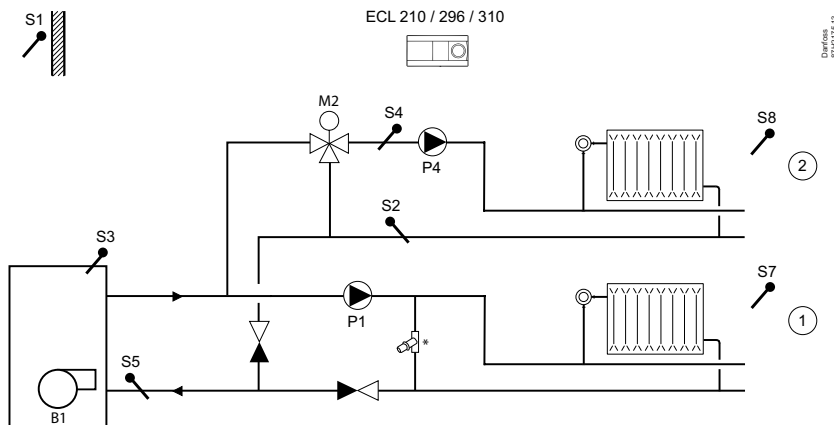 S1
ECL 210 / 296 / 310
Danfoss
M2
S4
S8
P4
2
S2
S3
S7
P1
*
1
S5
B1